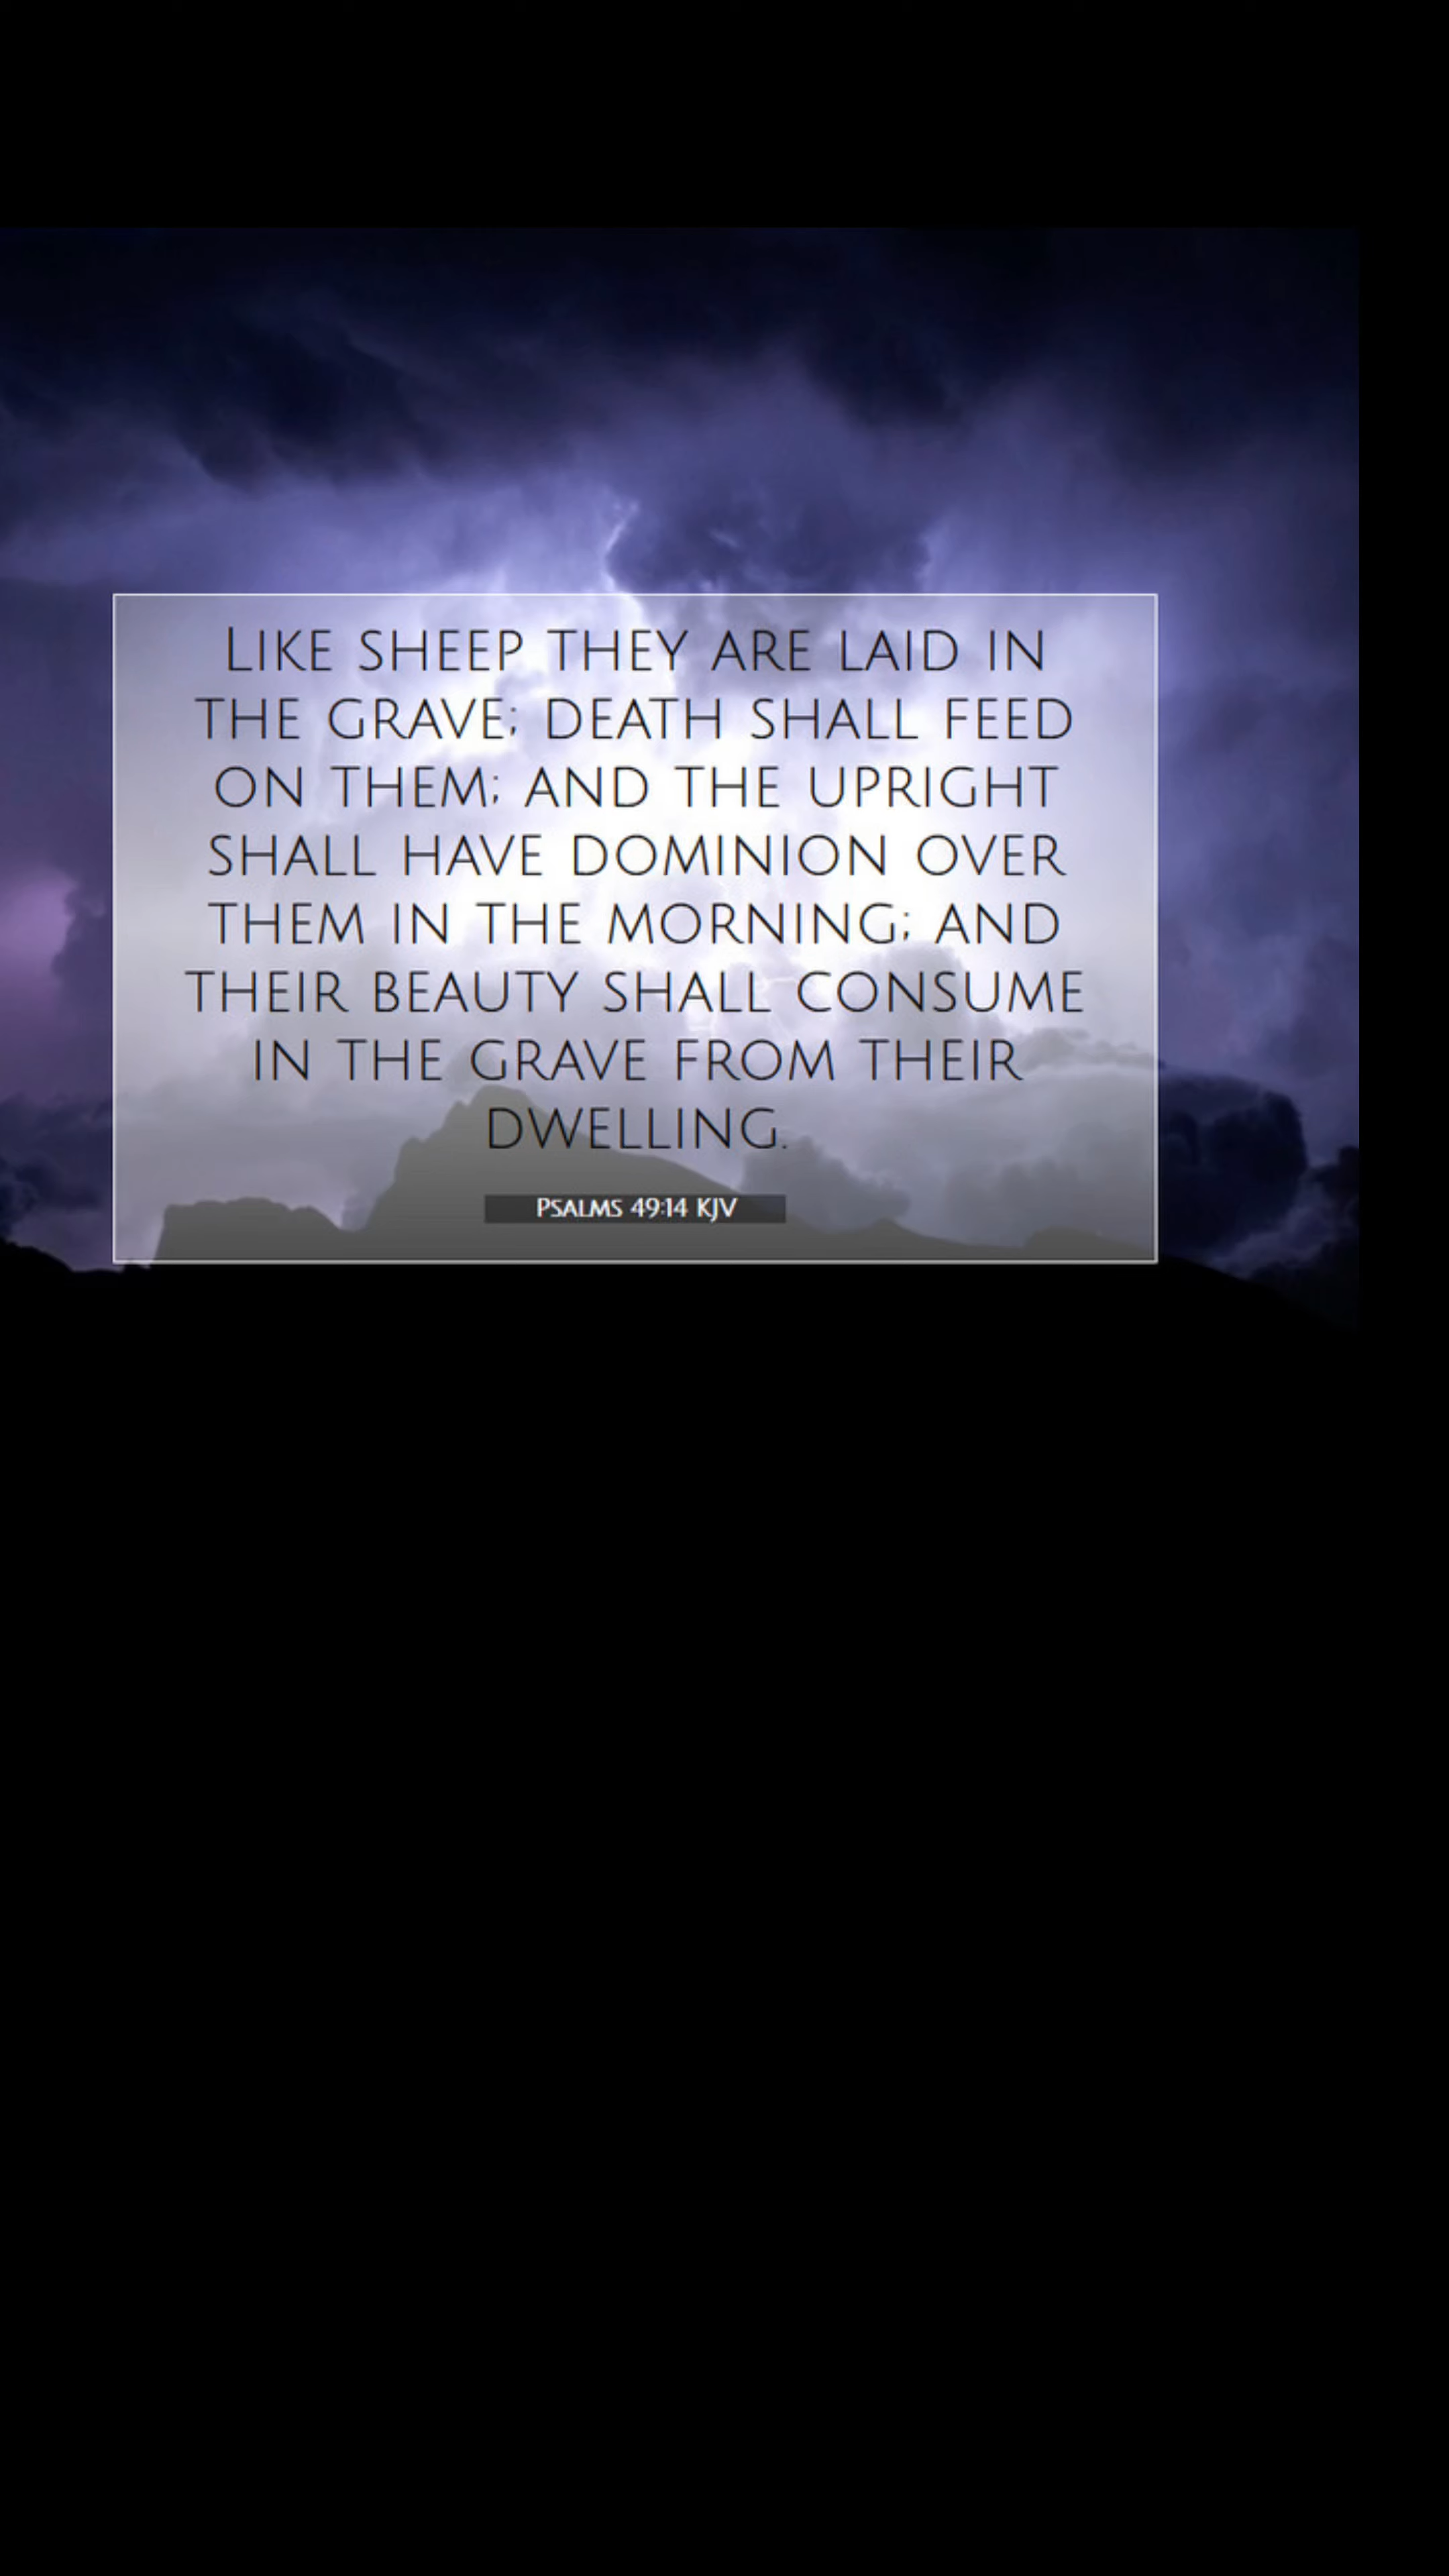 Like sheep they are laid in
the grave; death shall feed
on them; and the upright
shall have dominion over
them in the morning; and
their beauty shall consume
in the grave from their
dwelling.
Psalms 49:14 KJV